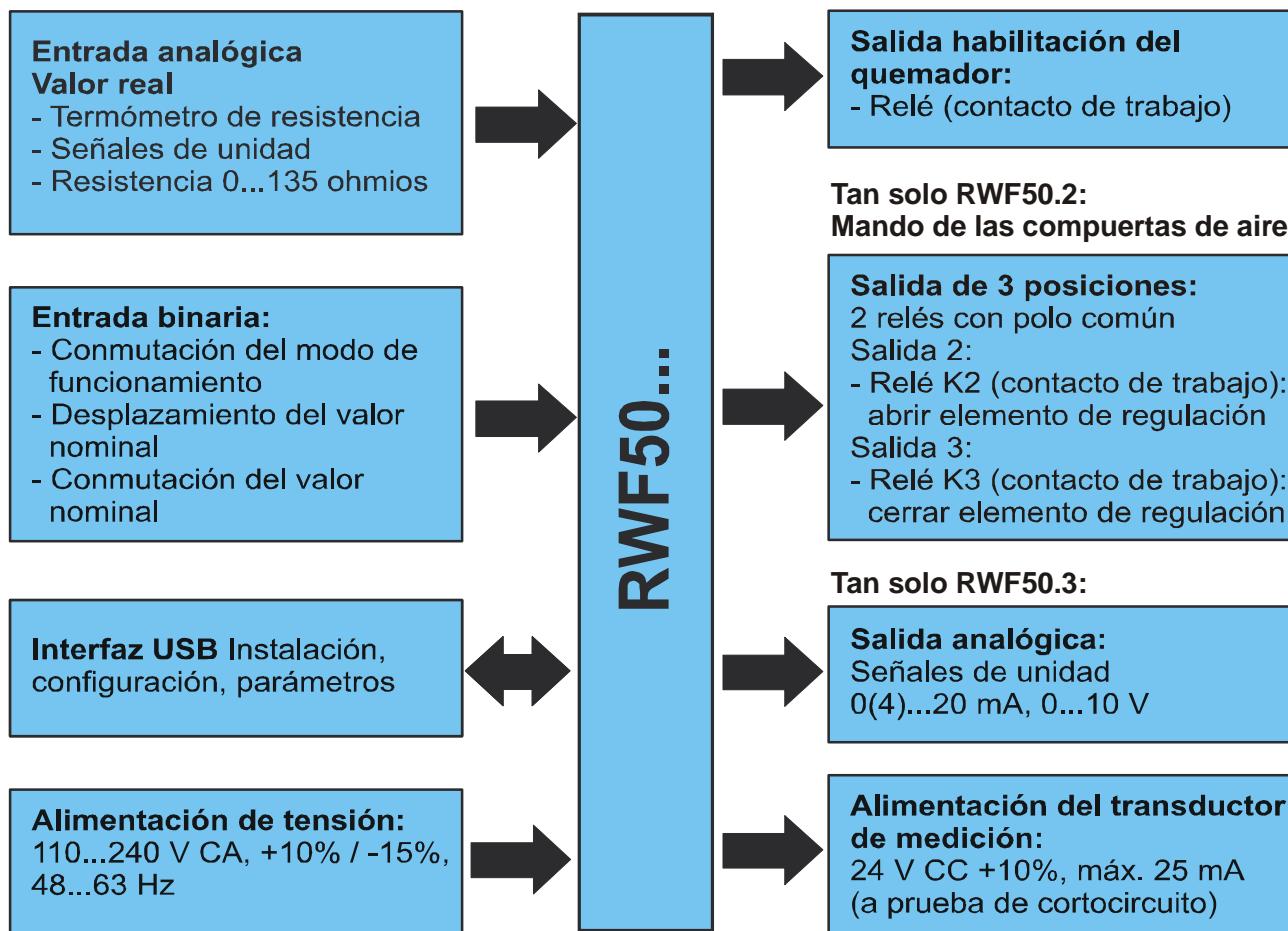 Entrada analógica
Valor real
- Termómetro de resistencia
- Señales de unidad
- Resistencia 0...135 ohmios
Entrada binaria:
- Conmutación del modo de
funcionamiento
- Desplazamiento del valor
nominal
- Conmutación del valor
nominal
Interfaz USB Instalación,
configuración, parámetros
Alimentación de tensión:
110...240 V CA, +10% / -15%,
48...63 Hz
RWF50...
Salida habilitación del
quemador:
- Relé (contacto de trabajo)
Tan solo RWF50.2:
Mando de las compuertas de aire
Salida de 3 posiciones:
2 relés con polo común
Salida 2:
- Relé K2 (contacto de trabajo):
abrir elemento de regulación
Salida 3:
- Relé K3 (contacto de trabajo):
cerrar elemento de regulación
Tan solo RWF50.3:
Salida analógica:
Señales de unidad
0(4)...20 mA, 0...10 V
Alimentación del transductor
de medición:
24 V CC +10%, máx. 25 mA
(a prueba de cortocircuito)